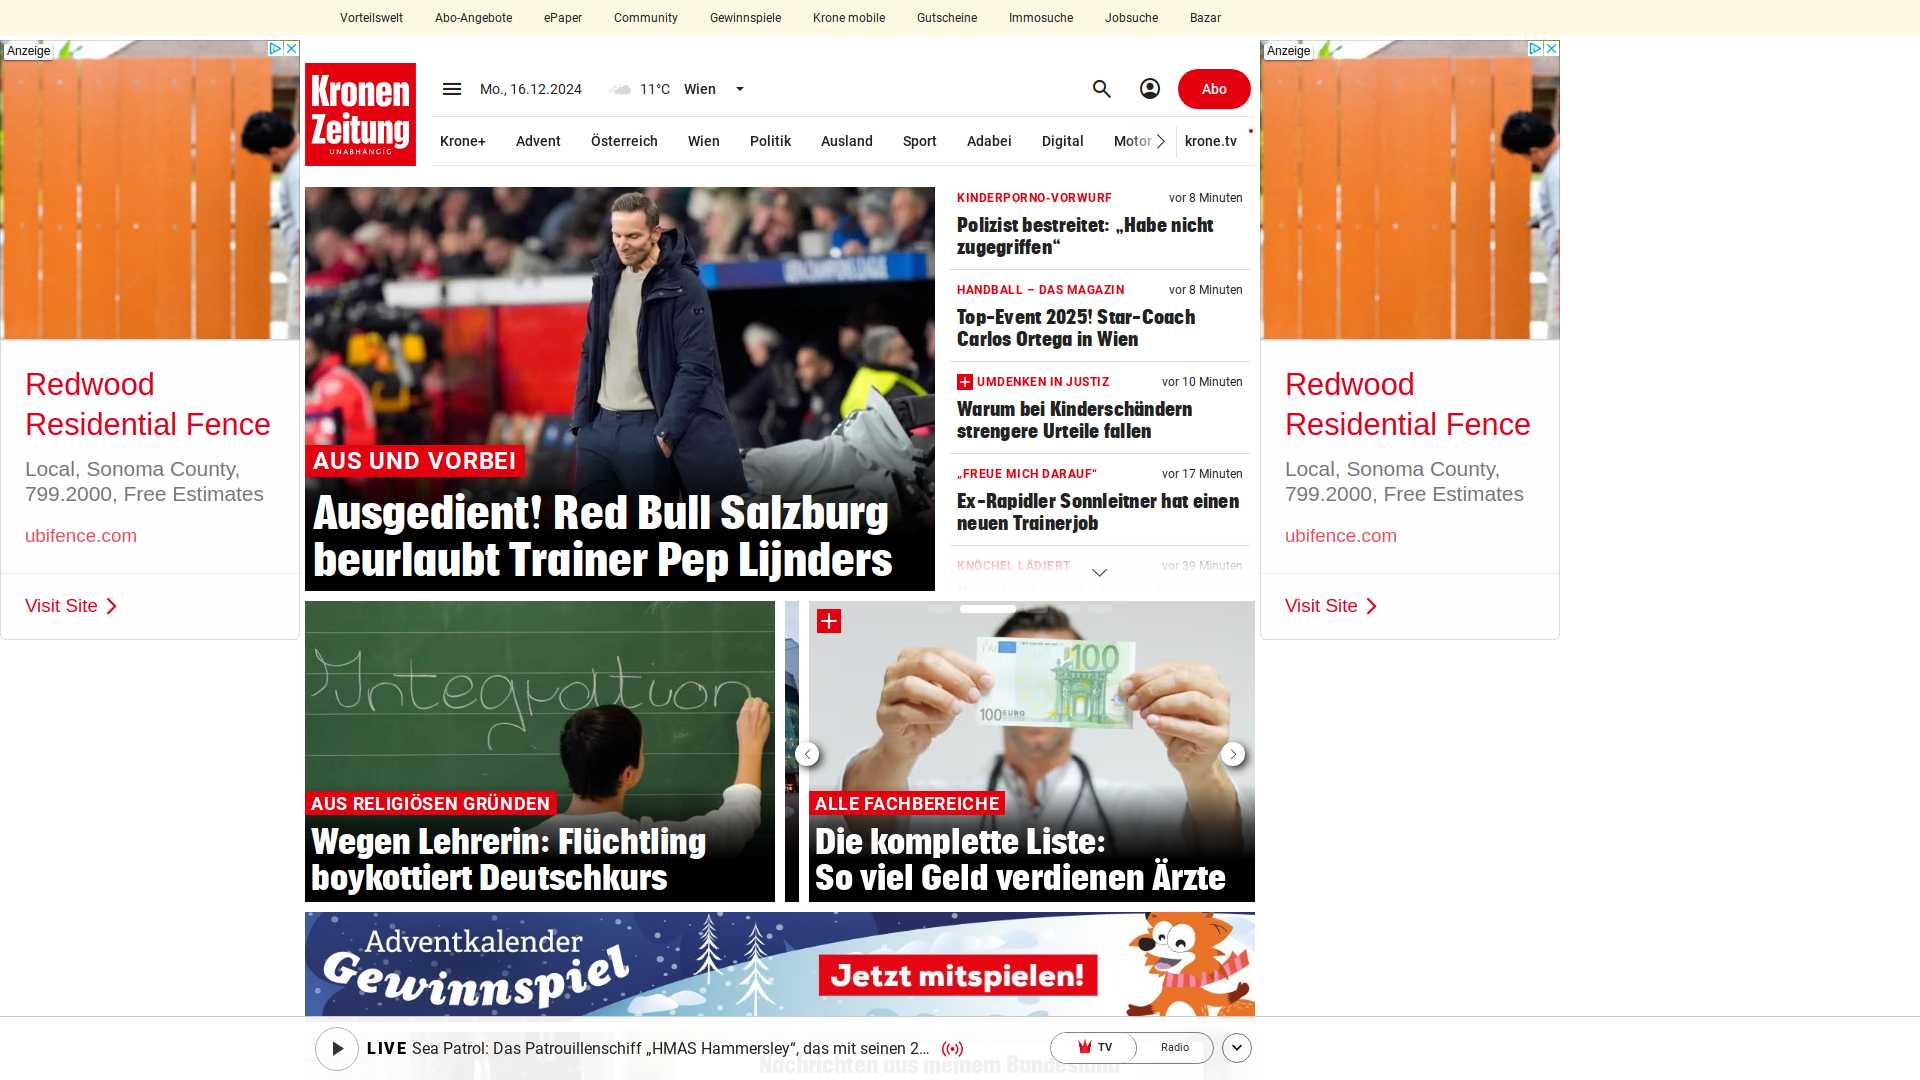 Vorteilswelt
Abo-Angebote
ePaper
Community
Gewinnspiele
Krone mobile
Gutscheine
Immosuche
Jobsuche
Bazar
Anzeige
Redwood
Residential Fence
Local, Sonoma County,
799.2000, Free Estimates
ubifence.com
Visit Site
Kronen
Zeitung
UNABHÄNGIG
Mo., 16.12.2024
11°C
Wien
Abo
Krone+
Advent
Österreich
Wien
Politik
Ausland
Sport
Adabei
Digital
Motor
krone.tv
AUS UND VORBEI
Ausgedient! Red Bull Salzburg
beurlaubt Trainer Pep Lijnders
KINDERPORNO-VORWURF
vor 8 Minuten
Polizist bestreitet: „Habe nicht
zugegriffen“
HANDBALL – DAS MAGAZIN
vor 8 Minuten
Top-Event 2025! Star-Coach
Carlos Ortega in Wien
UMDENKEN IN JUSTIZ
vor 10 Minuten
Warum bei Kinderschändern
strengere Urteile fallen
„FREUE MICH DARAUF“
vor 17 Minuten
Ex-Rapidler Sonnleitner hat einen
neuen Trainerjob
KNÖCHEL LÄDIERT
vor 39 Minuten
Integration
AUS RELIGIÖSEN GRÜNDEN
Wegen Lehrerin: Flüchtling
boykottiert Deutschkurs
100
100 EURO
ALLE FACHBEREICHE
Die komplette Liste:
So viel Geld verdienen Ärzte
Adventkalender
Gewinnspiel
Jetzt mitspielen!
LIVE Sea Patrol: Das Patrouillenschiff „HMAS Hammersley“, das mit seinen 2...
TV
Radio
Nachrichten aus meinem Bundesland
Anzeige
Redwood
Residential Fence
Local, Sonoma County,
799.2000, Free Estimates
ubifence.com
Visit Site